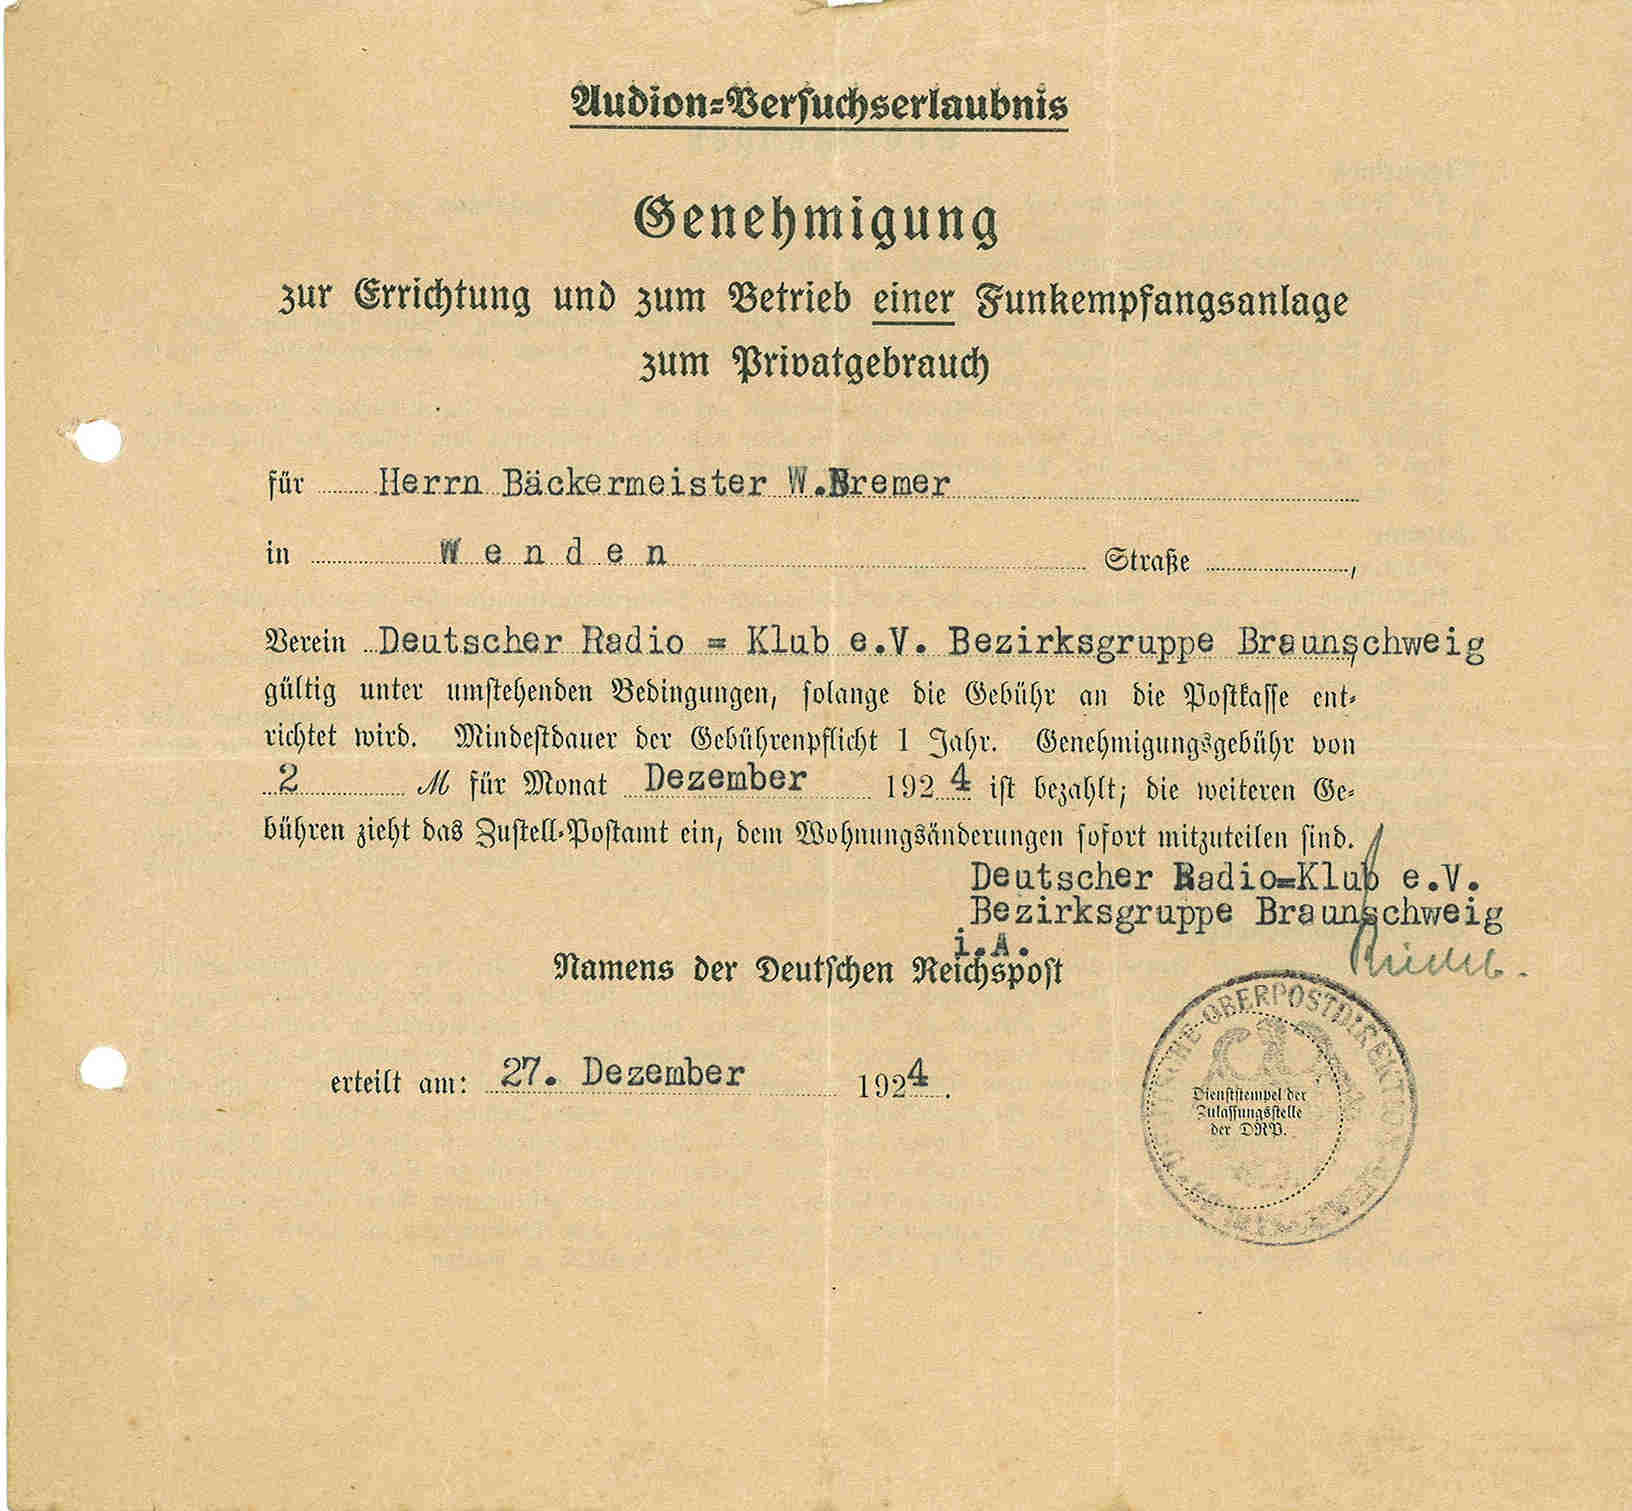 Audion=Versuchserlaubnis
Genehmigung
zur Errichtung und zum Betrieb einer Funkempfangsanlage
zum Privatgebrauch
für Herrn Bäckermeister W.Bremer
in Wenden Straße ,
Verein Deutscher Radio = Klub e.V. Bezirksgruppe Braunschweig
gültig unter umstehenden Bedingungen, solange die Gebühr an die Postkasse ent-
richtet wird. Mindestdauer der Gebührenpflicht 1 Jahr. Genehmigungsgebühr von
2 M für Monat Dezember 1924 ist bezahlt; die weiteren Ge-
bühren zieht das Zustell-Postamt ein, dem Wohnungsänderungen sofort mitzuteilen sind.
Deutscher Radio=Klub e.V.
Bezirksgruppe Braunschweig
i.A.
Namens der Deutschen Reichspost
erteilt am: 27. Dezember 1924.
OBERPOSTDIREKTION
Dienststempel der
Zulassungsstelle
der DRP.